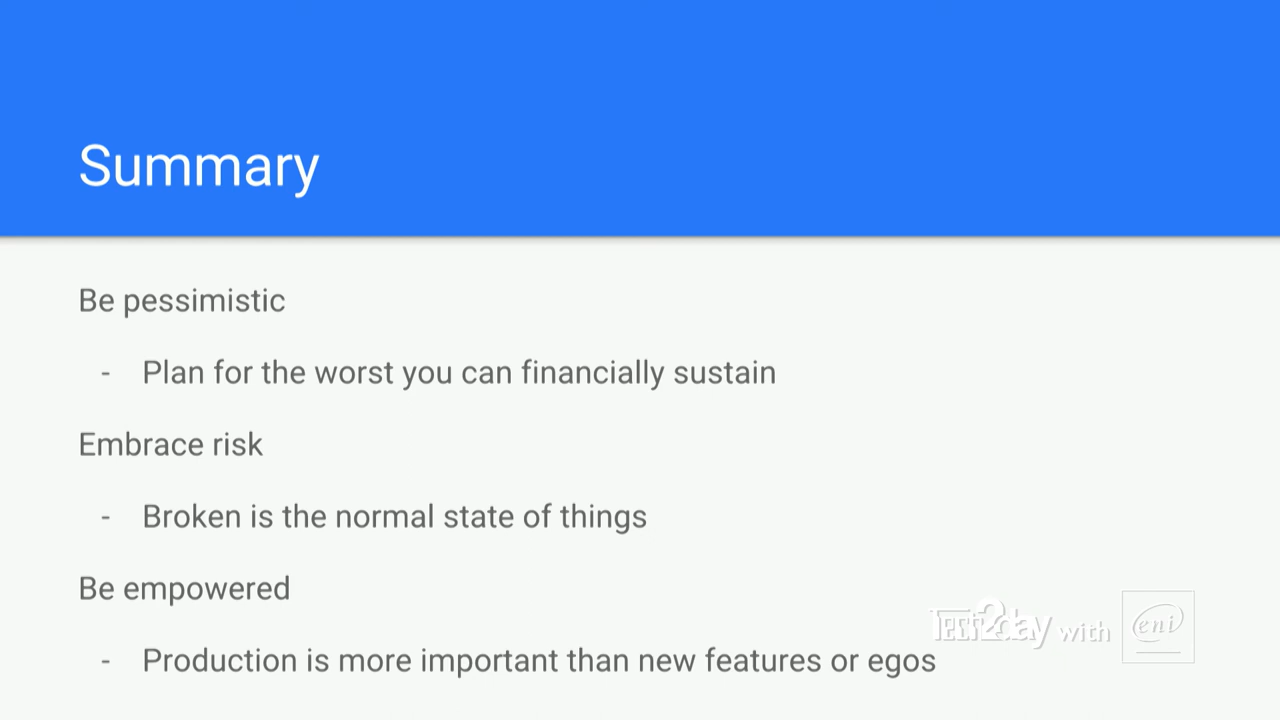 Summary
Be pessimistic
- Plan for the worst you can financially sustain
Embrace risk
- Broken is the normal state of things
Be empowered
- Production is more important than new features or egos
Tech2day with eni